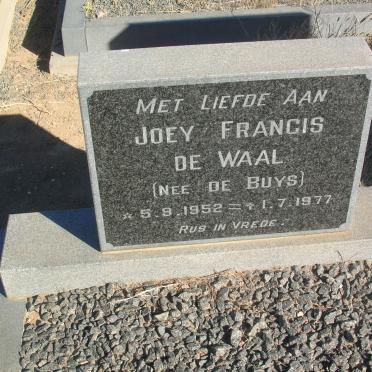 MET LIEFDE AAN
JOEY FRANCIS
DE WAAL
(NEE DE BUYS)
* 5.9.1952 = † 1.7.1977
RUS IN VREDE.